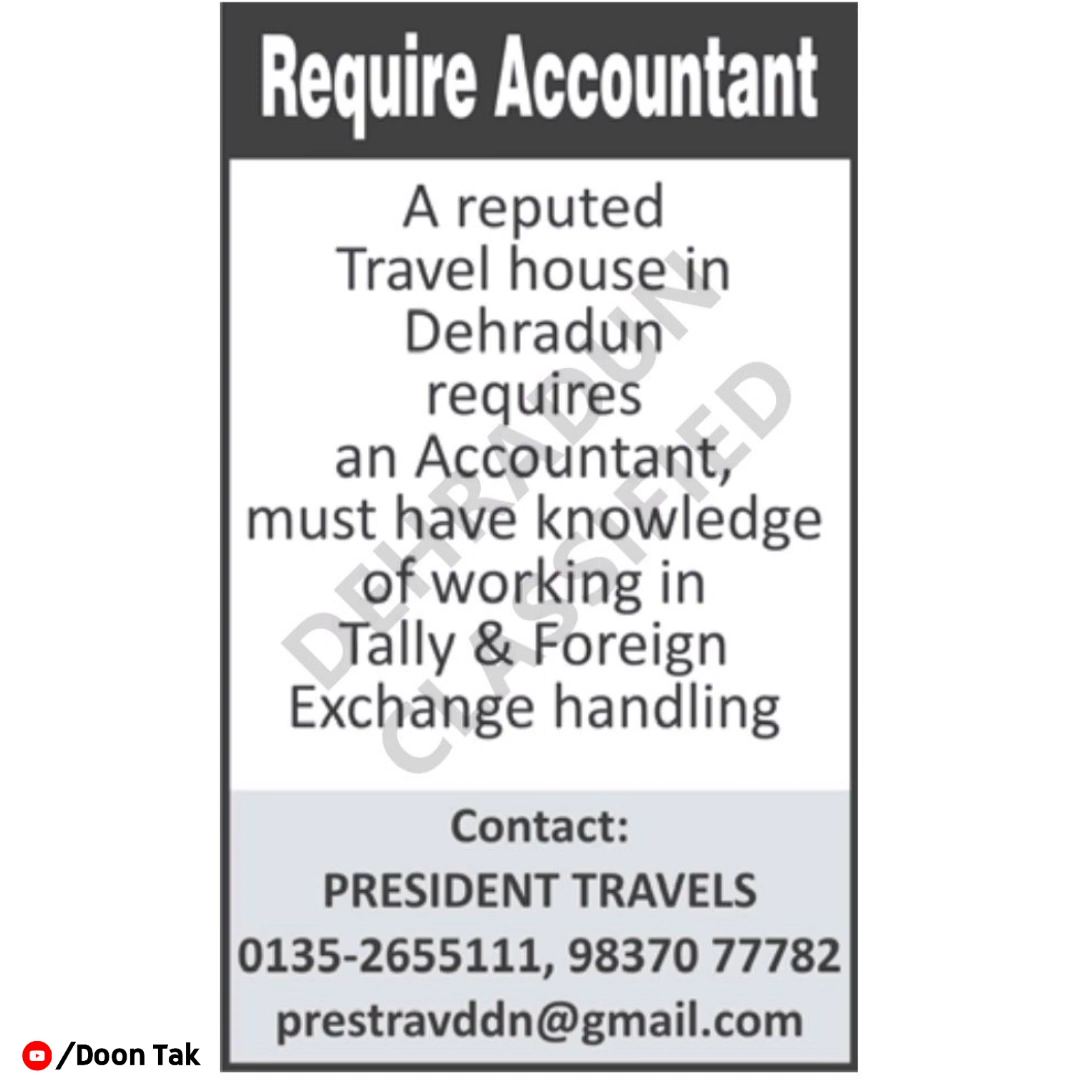 Require Accountant
A reputed
Travel house in
Dehradun
requires
an Accountant,
must have knowledge
of working in
Tally & Foreign
Exchange handling
DEHRADUN
CLASSIFIED
Contact:
PRESIDENT TRAVELS
0135-2655111, 98370 77782
prestravddn@gmail.com
/Doon Tak